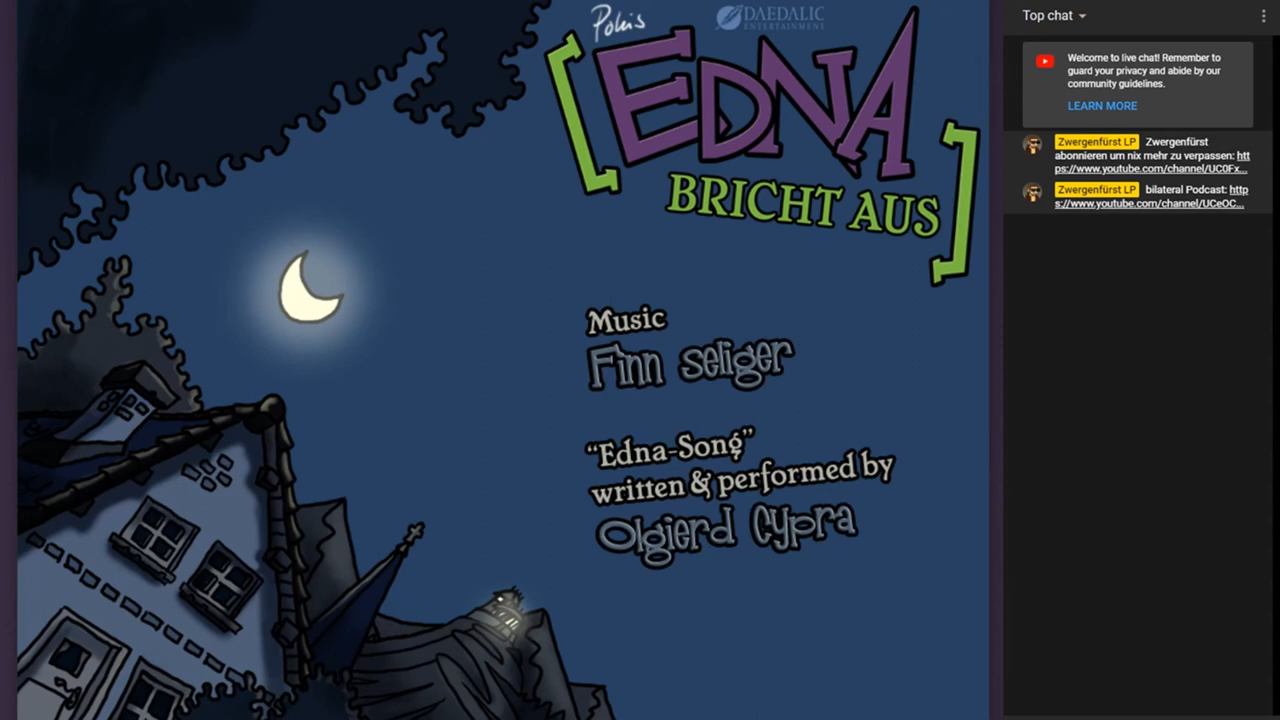 Pokis
DAEDALIC
ENTERTAINMENT
[EDNA
BRICHT AUS]
Music
Finn Seliger
“Edna-Song”
written & performed by
Olgierd Cypra
Top chat
Welcome to live chat! Remember to
guard your privacy and abide by our
community guidelines.
LEARN MORE
Zwergenfürst LP Zwergenfürst
abonnieren um nix mehr zu verpassen: htt
ps://www.youtube.com/channel/UC0Fx...
Zwergenfürst LP bilateral Podcast: http
s://www.youtube.com/channel/UCeOC...